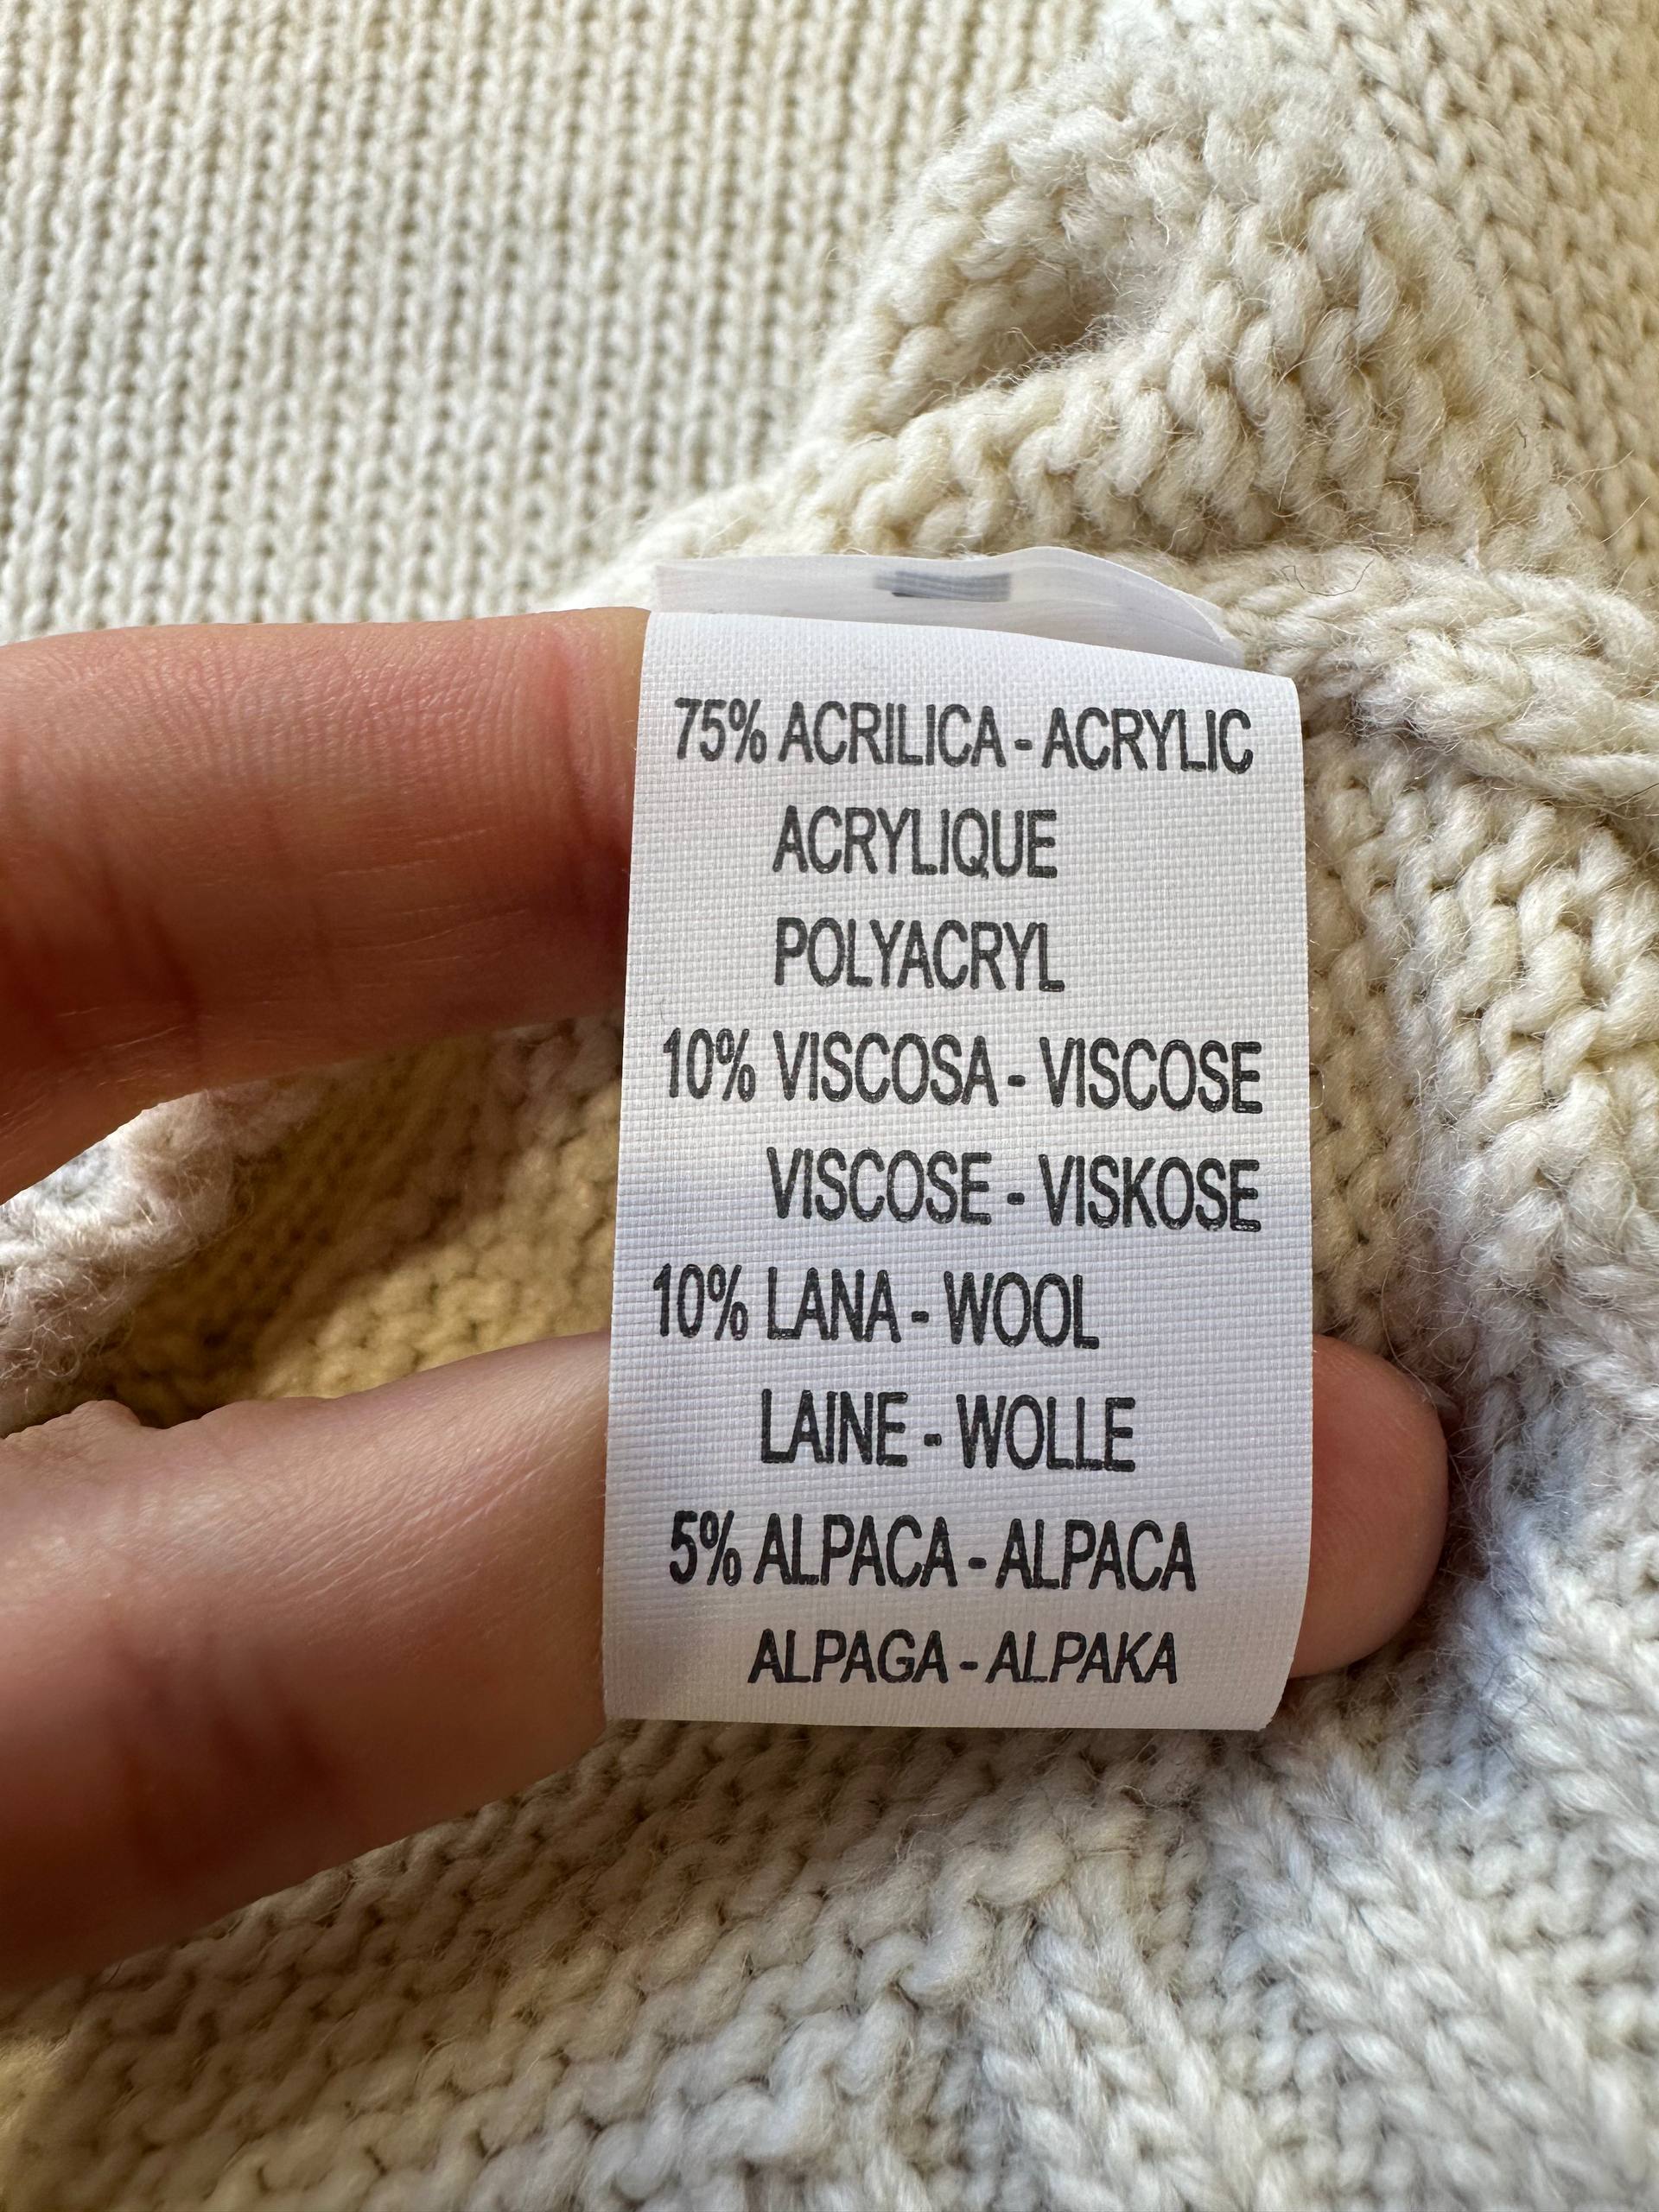 75% ACRILICA - ACRYLIC
ACRYLIQUE
POLYACRYL
10% VISCOSA - VISCOSE
VISCOSE - VISKOSE
10% LANA - WOOL
LAINE - WOLLE
5% ALPACA - ALPACA
ALPAGA - ALPAKA